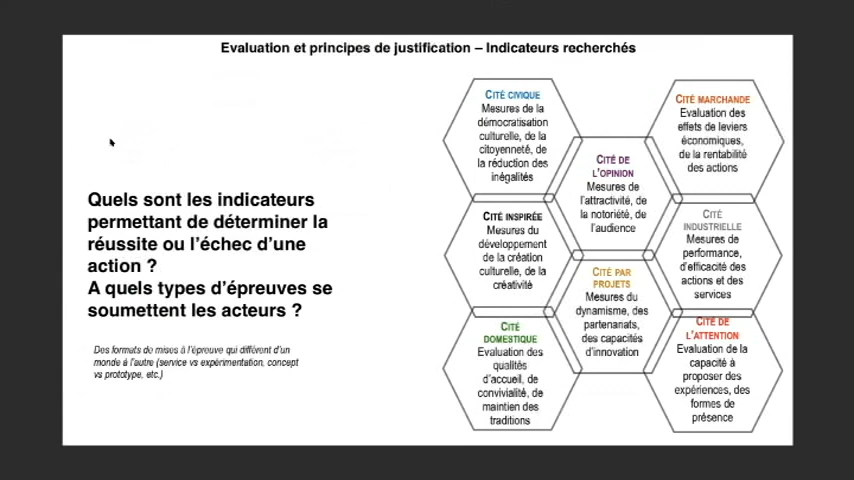 Evaluation et principes de justification – Indicateurs recherchés
Quels sont les indicateurs
permettant de déterminer la
réussite ou l'échec d'une
action ?
A quels types d'épreuves se
soumettent les acteurs ?
Des formats de mises à l'épreuve qui diffèrent d'un
monde à l'autre (service vs expérimentation, concept
vs prototype, etc.)
CITÉ CIVIQUE
Mesures de la
démocratisation
culturelle, de la
citoyenneté, de
la réduction des
inégalités
CITÉ MARCHANDE
Evaluation des
effets de leviers
économiques,
de la rentabilité
des actions
CITÉ DE
L'OPINION
Mesures de
l'attractivité, de
la notoriété, de
l'audience
CITÉ INSPIRÉE
Mesures du
développement
de la création
culturelle, de la
créativité
CITÉ
INDUSTRIELLE
Mesures de
performance,
d'efficacité des
actions et des
services
CITÉ PAR
PROJETS
Mesures du
dynamisme, des
partenariats,
des capacités
d'innovation
CITÉ
DOMESTIQUE
Evaluation des
qualités
d'accueil, de
convivialité, de
maintien des
traditions
CITÉ DE
L'ATTENTION
Evaluation de la
capacité à
proposer des
expériences, des
formes de
présence